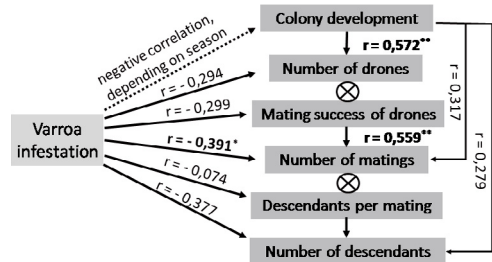 Colony development
negative correlation,
depending on season
r = 0,572**
r = - 0,294
Number of drones
r = - 0,299
r = 0,317
Mating success of drones
Varroa
infestation
r = - 0,391*
r = 0,559**
r = 0,279
Number of matings
r = - 0,074
Descendants per mating
r = - 0,377
Number of descendants